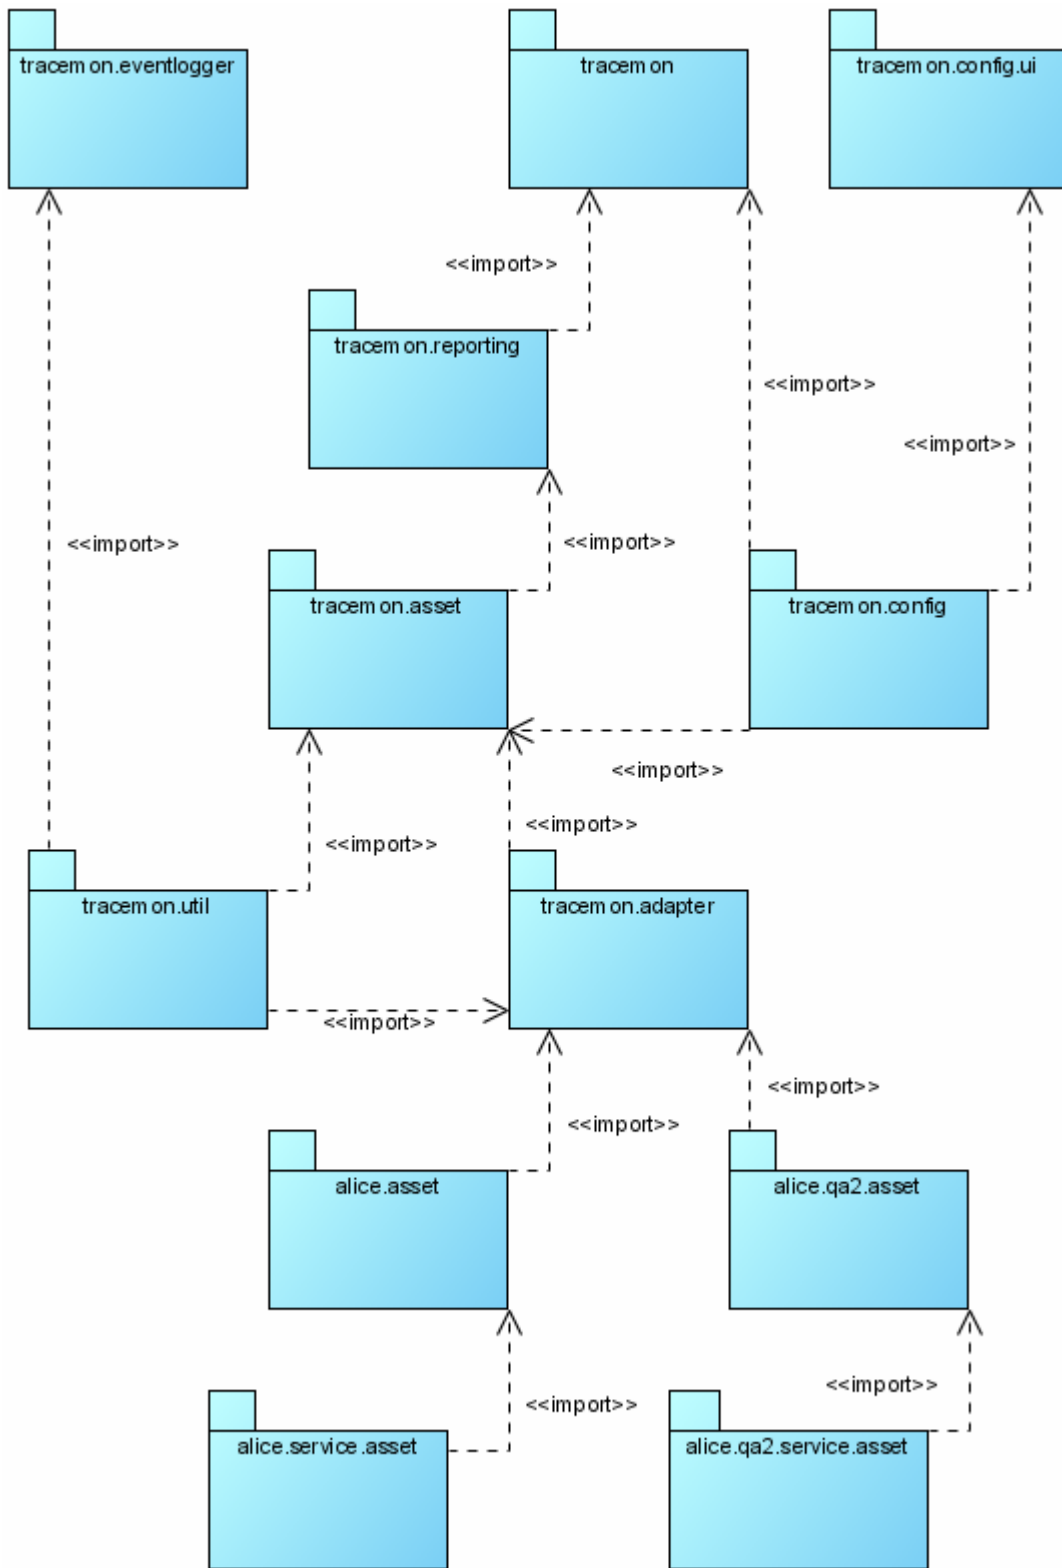 tracemon.eventlogger
tracemon
tracemon.config.ui
<<import>>
tracemon.reporting
<<import>>
<<import>>
<<import>>
<<import>>
tracemon.asset
tracemon.config
<<import>>
<<import>>
<<import>>
tracemon.util
tracemon.adapter
<<import>>
<<import>>
<<import>>
alice.asset
alice.qa2.asset
<<import>>
<<import>>
alice.service.asset
alice.qa2.service.asset